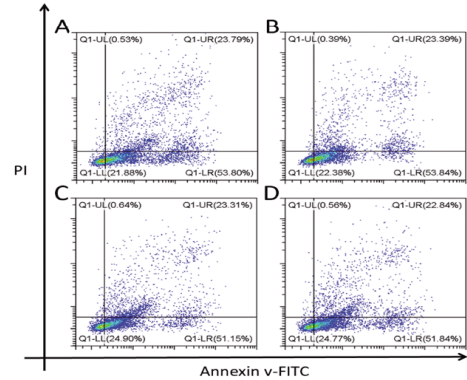 A
B
Q1-UL(0.53%) Q1-UR(23.79%)
Q1-UL(0.39%) Q1-UR(23.39%)
PI
Q1-LL(21.88%) Q1-LR(53.80%)
Q1-LL(22.38%) Q1-LR(53.84%)
C
D
Q1-UL(0.64%) Q1-UR(23.31%)
Q1-UL(0.56%) Q1-UR(22.84%)
Q1-LL(24.90%) Q1-LR(51.15%)
Q1-LL(24.77%) Q1-LR(51.84%)
Annexin v-FITC